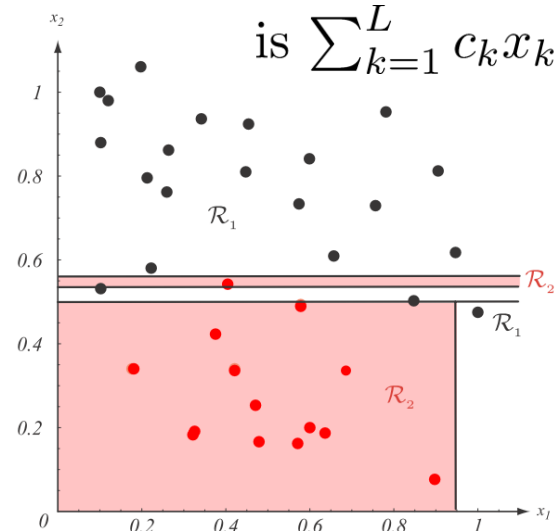 x₂
is \sum_{k=1}^{L} c_k x_k
1
0.8
ℛ₁
0.6
ℛ₂
ℛ₁
0.4
ℛ₂
0.2
0
0.2 0.4 0.6 0.8 1 x₁